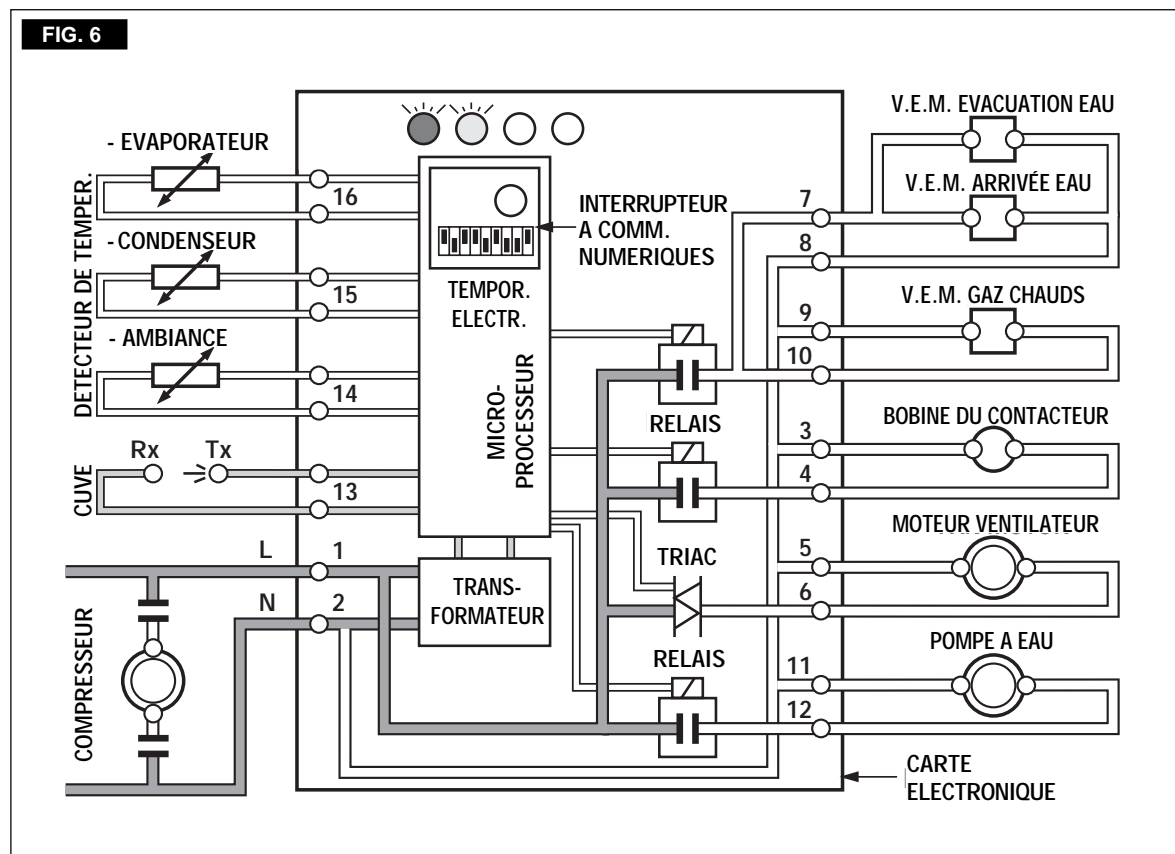 FIG. 6
V.E.M. EVACUATION EAU
- EVAPORATEUR
16
V.E.M. ARRIVÉE EAU
7
INTERRUPTEUR
A COMM.
NUMERIQUES
8
DETECTEUR DE TEMPER.
-CONDENSEUR
15
TEMPOR.
ELECTR.
V.E.M. GAZ CHAUDS
9
10
- AMBIANCE
14
MICRO-
PROCESSEUR
RELAIS
BOBINE DU CONTACTEUR
3
4
CUVE
Rx
Tx
13
MOTEUR VENTILATEUR
L
1
TRIAC
5
6
N
2
TRANS-
FORMATEUR
COMPRESSEUR
RELAIS
POMPE A EAU
11
12
CARTE
ELECTRONIQUE